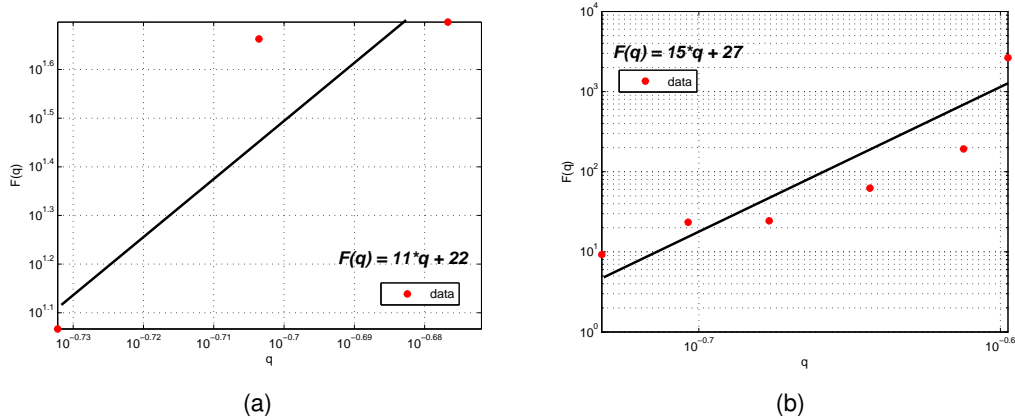 10^1.6
10^1.5
10^1.4
10^1.3
10^1.2
10^1.1
F(q)
F(q) = 11*q + 22
data
10^−0.73 10^−0.72 10^−0.71 10^−0.7 10^−0.69 10^−0.68
q
(a)
10^4
10^3
10^2
10^1
10^0
F(q)
F(q) = 15*q + 27
data
10^−0.7 10^−0.6
q
(b)